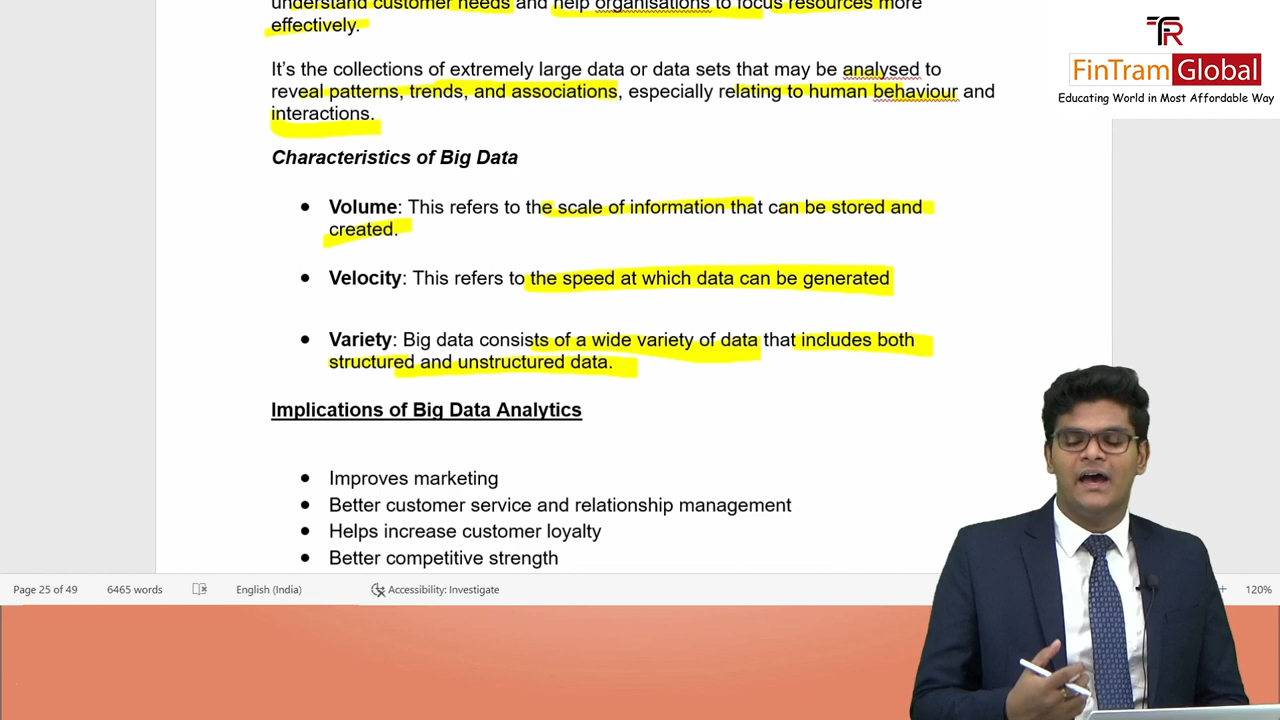 understand customer needs and help organisations to focus resources more
effectively.
It’s the collections of extremely large data or data sets that may be analysed to
reveal patterns, trends, and associations, especially relating to human behaviour and
interactions.
Characteristics of Big Data
• Volume: This refers to the scale of information that can be stored and
created.
• Velocity: This refers to the speed at which data can be generated
• Variety: Big data consists of a wide variety of data that includes both
structured and unstructured data.
Implications of Big Data Analytics
• Improves marketing
• Better customer service and relationship management
• Helps increase customer loyalty
• Better competitive strength
Page 25 of 49 6465 words English (India) Accessibility: Investigate + 120%
FinTram Global
Educating World in Most Affordable Way